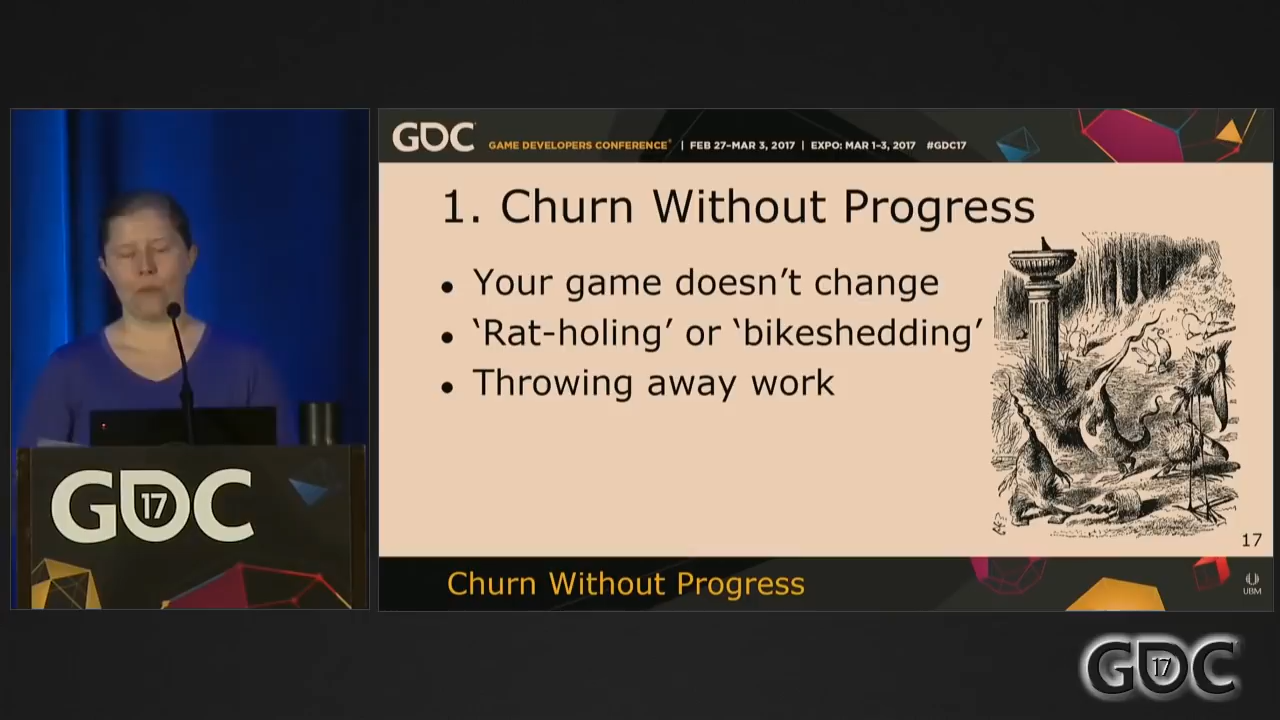 GDC GAME DEVELOPERS CONFERENCE® | FEB 27–MAR 3, 2017 | EXPO: MAR 1–3, 2017 #GDC17
1. Churn Without Progress
• Your game doesn’t change
• ‘Rat-holing’ or ‘bikeshedding’
• Throwing away work
17
Churn Without Progress
UBM
GDC 17
GDC 17